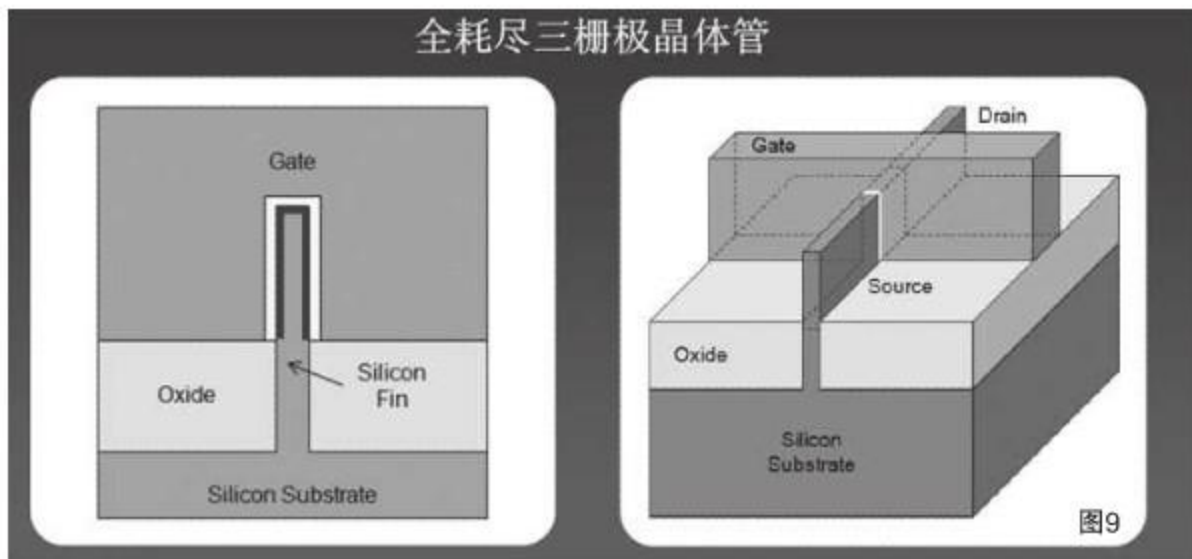 全耗尽三栅极晶体管
Gate
Silicon
Fin
Oxide
Silicon Substrate
Drain
Gate
Source
Oxide
Silicon
Substrate
图9